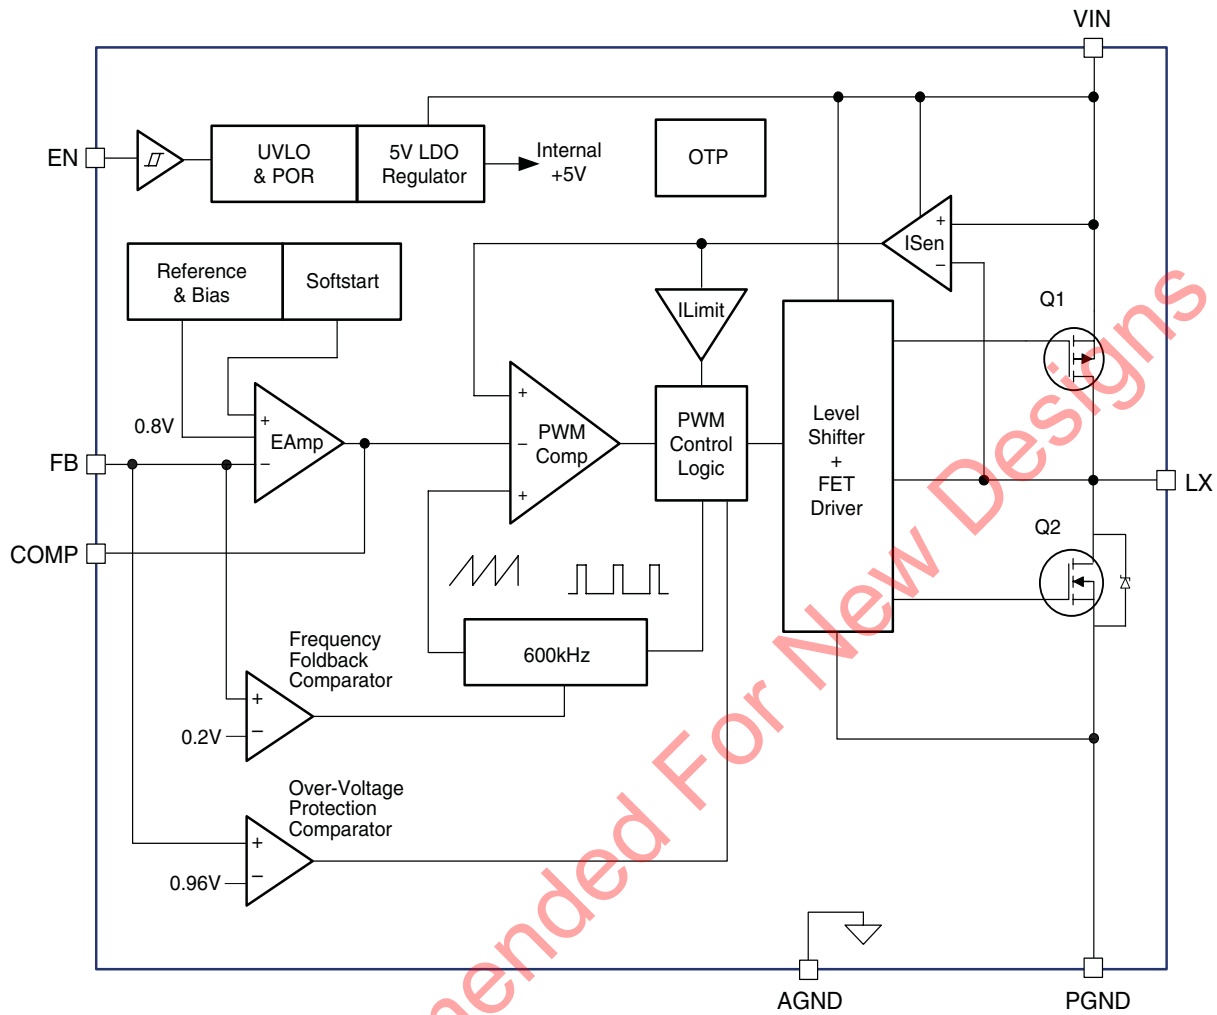 VIN
EN
UVLO
& POR
5V LDO
Regulator
Internal
+5V
OTP
+
ISen
−
Reference
& Bias
Softstart
ILimit
Q1
0.8V
+
EAmp
−
FB
+
−
PWM
Comp
+
PWM
Control
Logic
Level
Shifter
+
FET
Driver
LX
COMP
Q2
600kHz
Frequency
Foldback
Comparator
+
−
0.2V
Over-Voltage
Protection
Comparator
+
−
0.96V
AGND
PGND
mended For New Designs